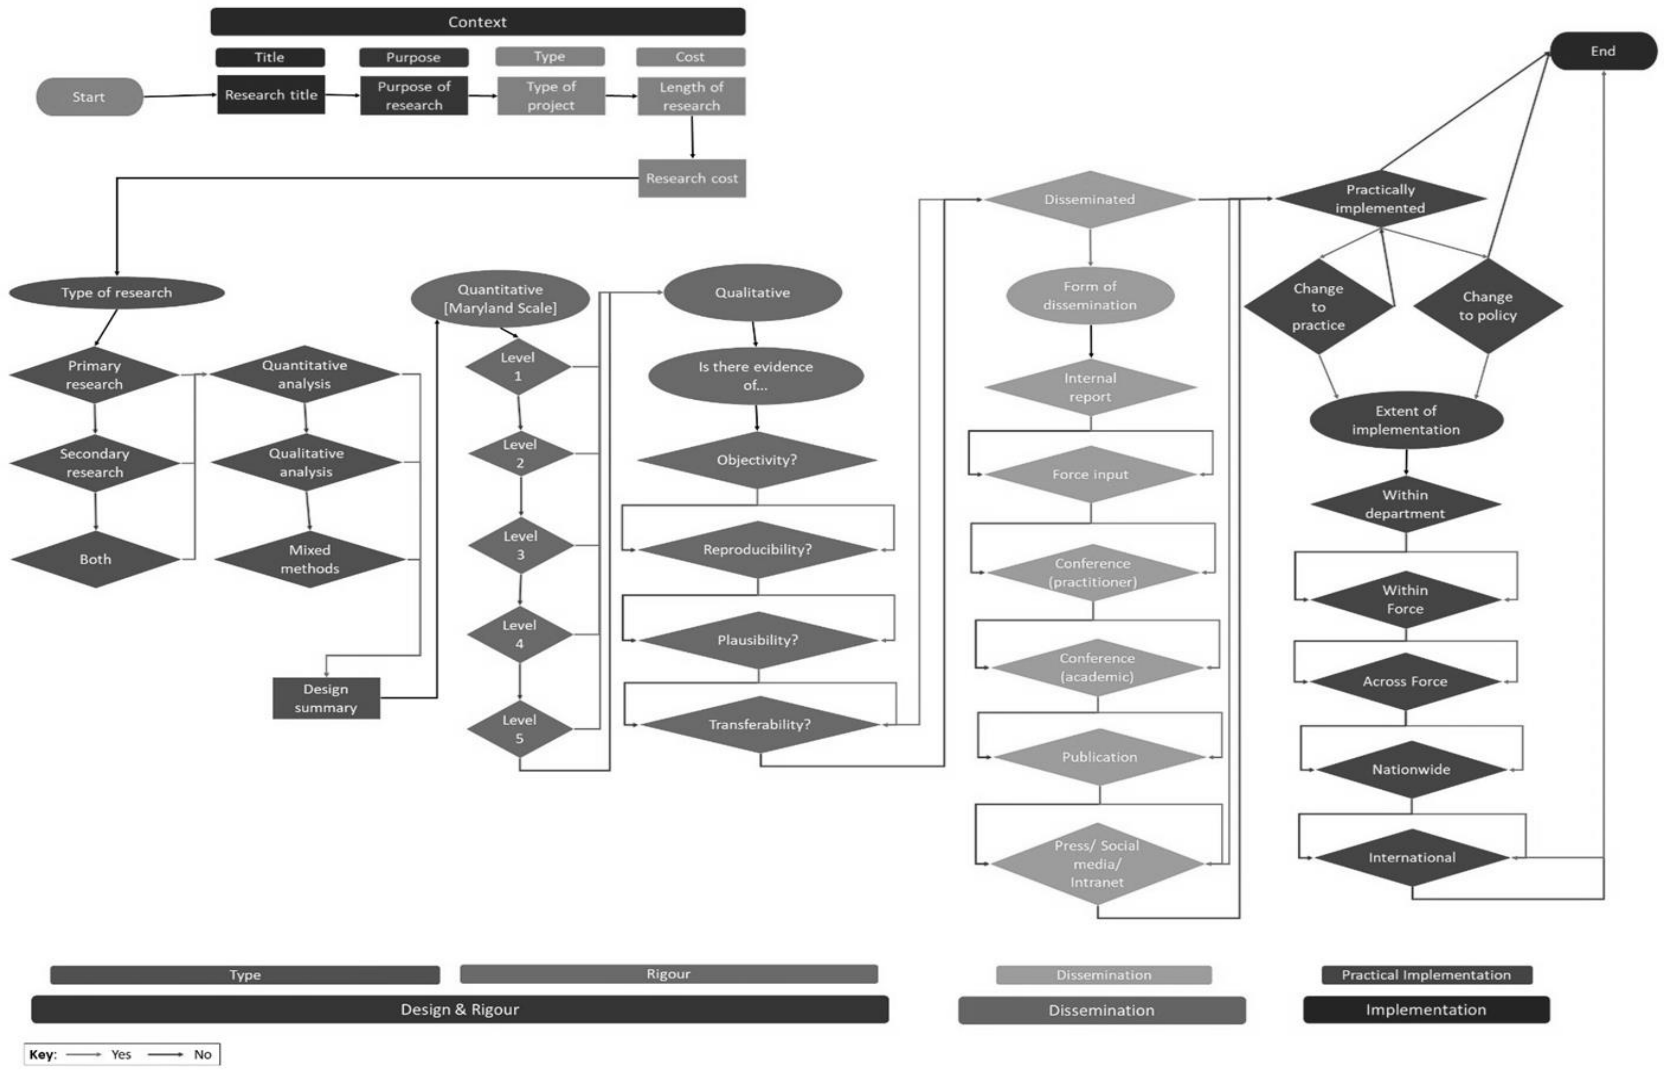 Context
Title
Purpose
Type
Cost
Start
Research title
Purpose of
research
Type of
project
Length of
research
Research cost
Type of research
Primary
research
Secondary
research
Both
Quantitative
analysis
Qualitative
analysis
Mixed
methods
Design
summary
Quantitative
[Maryland Scale]
Level
1
Level
2
Level
3
Level
4
Level
5
Qualitative
Is there evidence
of...
Objectivity?
Reproducibility?
Plausibility?
Transferability?
Disseminated
Form of
dissemination
Internal
report
Force input
Conference
(practitioner)
Conference
(academic)
Publication
Press/ Social
media/
Intranet
End
Practically
implemented
Change
to
practice
Change
to policy
Extent of
implementation
Within
department
Within
Force
Across Force
Nationwide
International
Type
Rigour
Design & Rigour
Dissemination
Dissemination
Practical Implementation
Implementation
Key: Yes No